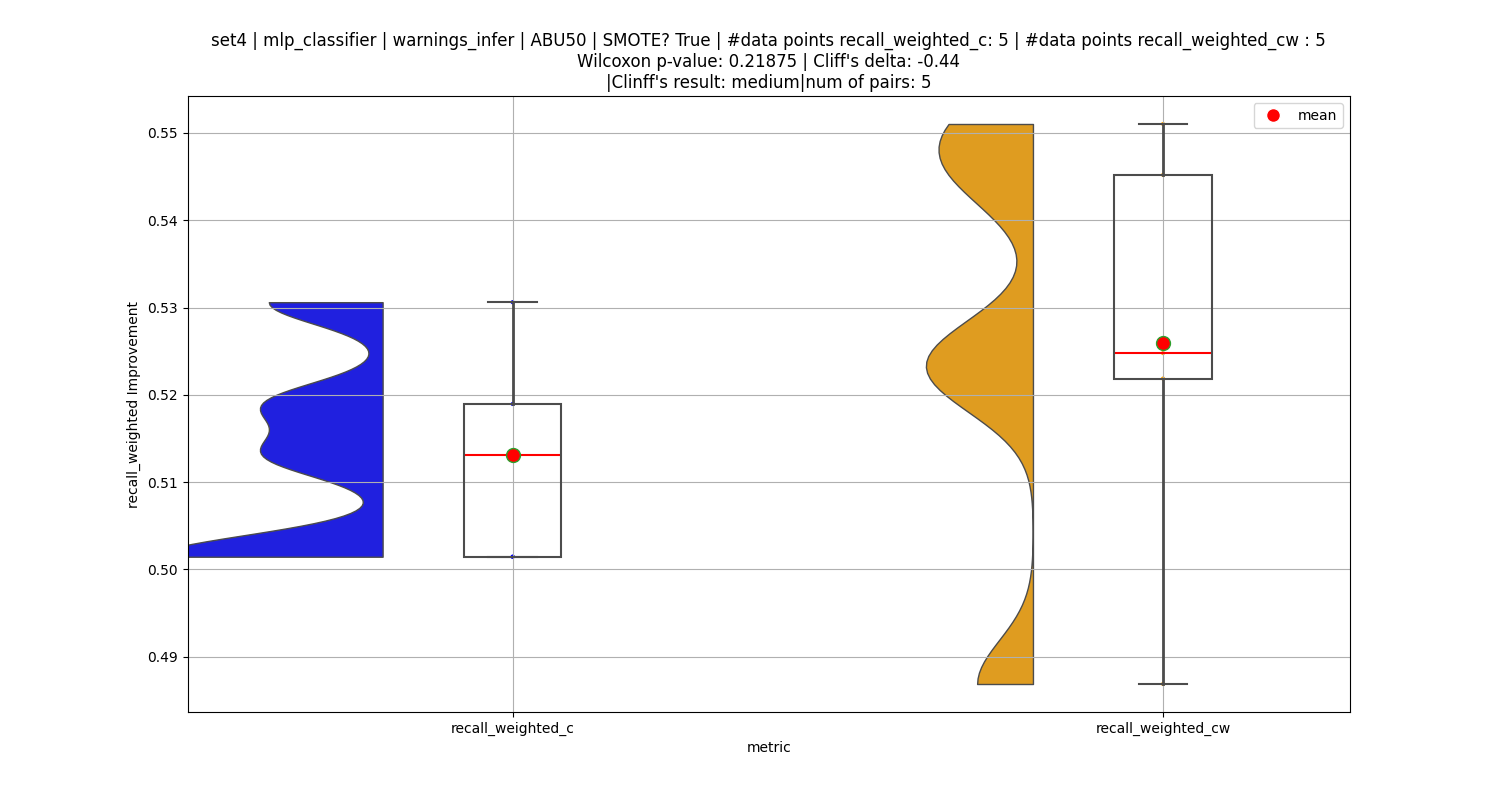 set4 | mlp_classifier | warnings_infer | ABU50 | SMOTE? True | #data points recall_weighted_c: 5 | #data points recall_weighted_cw : 5
Wilcoxon p-value: 0.21875 | Cliff's delta: -0.44
|Clinff's result: medium|num of pairs: 5
mean
0.55
0.54
0.53
0.52
0.51
0.50
0.49
recall_weighted Improvement
recall_weighted_c
recall_weighted_cw
metric